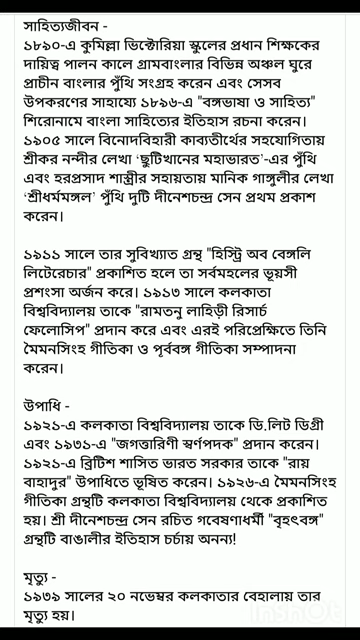 সাহিত্যজীবন -
১৮৯০-এ কুমিল্লা ভিক্টোরিয়া স্কুলের প্রধান শিক্ষকের
দায়িত্ব পালন কালে গ্রামবাংলার বিভিন্ন অঞ্চল ঘুরে
প্রাচীন বাংলার পুঁথি সংগ্রহ করেন এবং সেসব
উপকরণের সাহায্যে ১৮৯৬-এ "বঙ্গভাষা ও সাহিত্য"
শিরোনামে বাংলা সাহিত্যের ইতিহাস রচনা করেন।
১৯০৫ সালে বিনোদবিহারী কাব্যতীর্থের সহযোগিতায়
শ্রীকর নন্দীর লেখা ‘ছুটিখানের মহাভারত’-এর পুঁথি
এবং হরপ্রসাদ শাস্ত্রীর সহায়তায় মানিক গাঙ্গুলীর লেখা
‘শ্রীধর্মমঙ্গল’ পুঁথি দুটি দীনেশচন্দ্র সেন প্রথম প্রকাশ
করেন।
১৯১১ সালে তার সুবিখ্যাত গ্রন্থ "হিস্ট্রি অব বেঙ্গলি
লিটেরেচার" প্রকাশিত হলে তা সর্বমহলের ভূয়সী
প্রশংসা অর্জন করে। ১৯১৩ সালে কলকাতা
বিশ্ববিদ্যালয় তাকে "রামতনু লাহিড়ী রিসার্চ
ফেলোসিপ" প্রদান করে এবং এরই পরিপ্রেক্ষিতে তিনি
মৈমনসিংহ গীতিকা ও পূর্ববঙ্গ গীতিকা সম্পাদনা
করেন।
উপাধি -
১৯২১-এ কলকাতা বিশ্ববিদ্যালয় তাকে ডি.লিট ডিগ্রী
এবং ১৯৩১-এ "জগত্তারিণী স্বর্ণপদক" প্রদান করেন।
১৯২১-এ ব্রিটিশ শাসিত ভারত সরকার তাকে "রায়
বাহাদুর" উপাধিতে ভূষিত করেন। ১৯২৬-এ মৈমনসিংহ
গীতিকা গ্রন্থটি কলকাতা বিশ্ববিদ্যালয় থেকে প্রকাশিত
হয়। শ্রী দীনেশচন্দ্র সেন রচিত গবেষণাধর্মী "বৃহৎবঙ্গ"
গ্রন্থটি বাঙালীর ইতিহাস চর্চায় অনন্য!
মৃত্যু -
১৯৩৯ সালের ২০ নভেম্বর কলকাতার বেহালায় তার
মৃত্যু হয়।